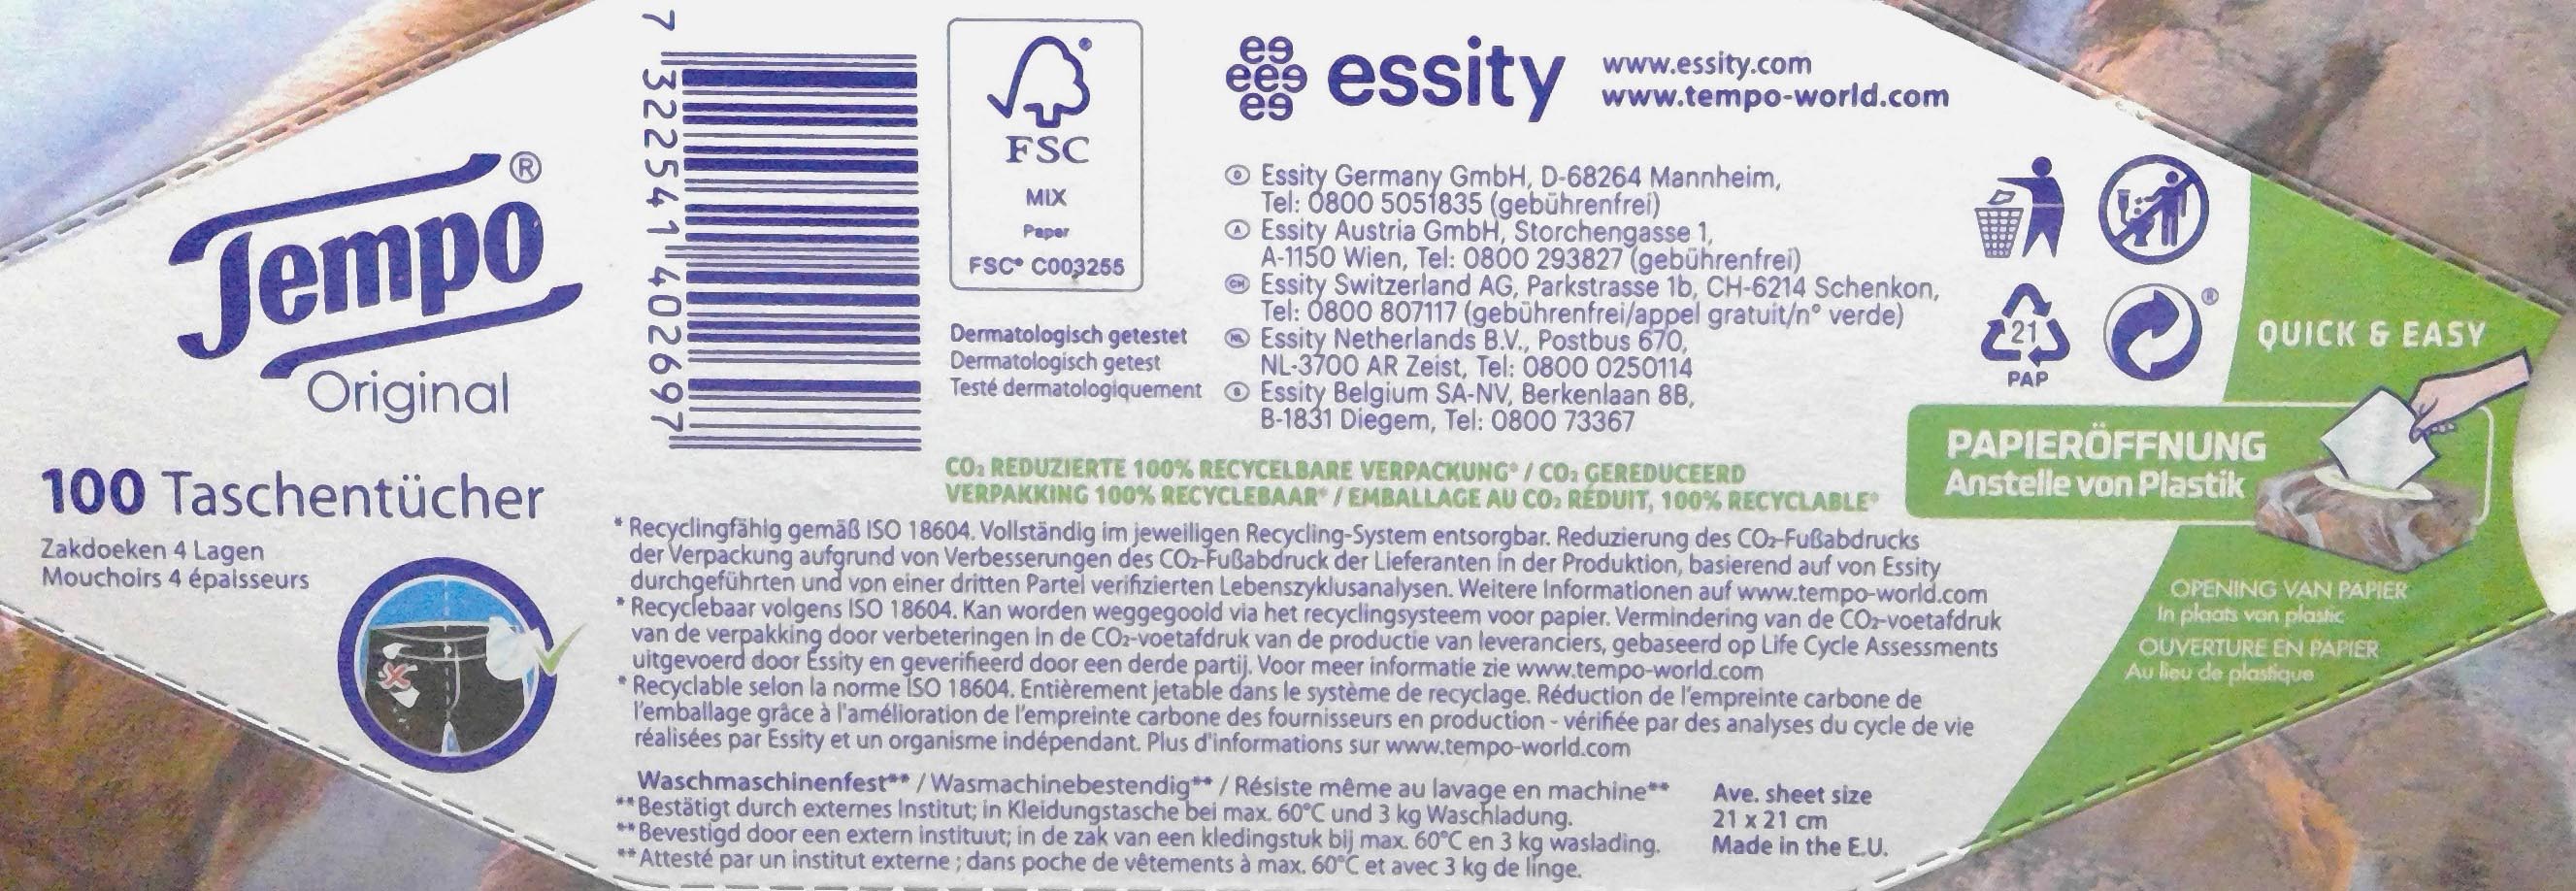 Tempo®
Original
100 Taschentücher
Zakdoeken 4 Lagen
Mouchoirs 4 épaisseurs
7 322541 402697
FSC
MIX
Paper
FSC® C003255
Dermatologisch getestet
Dermatologisch getest
Testé dermatologiquement
essity
www.essity.com
www.tempo-world.com
D Essity Germany GmbH, D-68264 Mannheim,
Tel: 0800 5051835 (gebührenfrei)
A Essity Austria GmbH, Storchengasse 1,
A-1150 Wien, Tel: 0800 293827 (gebührenfrei)
CH Essity Switzerland AG, Parkstrasse 1b, CH-6214 Schenkon,
Tel: 0800 807117 (gebührenfrei/appel gratuit/n° verde)
NL Essity Netherlands B.V., Postbus 670,
NL-3700 AR Zeist, Tel: 0800 0250114
B Essity Belgium SA-NV, Berkenlaan 8B,
B-1831 Diegem, Tel: 0800 73367
CO₂ REDUZIERTE 100% RECYCELBARE VERPACKUNG* / CO₂ GEREDUCEERD
VERPAKKING 100% RECYCLEBAAR* / EMBALLAGE AU CO₂ RÉDUIT, 100% RECYCLABLE*
* Recyclingfähig gemäß ISO 18604. Vollständig im jeweiligen Recycling-System entsorgbar. Reduzierung des CO₂-Fußabdrucks
der Verpackung aufgrund von Verbesserungen des CO₂-Fußabdruck der Lieferanten in der Produktion, basierend auf von Essity
durchgeführten und von einer dritten Partei verifizierten Lebenszyklusanalysen. Weitere Informationen auf www.tempo-world.com
* Recyclebaar volgens ISO 18604. Kan worden weggegooid via het recyclingsysteem voor papier. Vermindering van de CO₂-voetafdruk
van de verpakking door verbeteringen in de CO₂-voetafdruk van de productie van leveranciers, gebaseerd op Life Cycle Assessments
uitgevoerd door Essity en geverifieerd door een derde partij. Voor meer informatie zie www.tempo-world.com
* Recyclable selon la norme ISO 18604. Entièrement jetable dans le système de recyclage. Réduction de l'empreinte carbone de
l'emballage grâce à l'amélioration de l'empreinte carbone des fournisseurs en production - vérifiée par des analyses du cycle de vie
réalisées par Essity et un organisme indépendant. Plus d'informations sur www.tempo-world.com
Waschmaschinenfest** / Wasmachinebestendig** / Résiste même au lavage en machine**
**Bestätigt durch externes Institut; in Kleidungstasche bei max. 60°C und 3 kg Waschladung.
**Bevestigd door een extern instituut; in de zak van een kledingstuk bij max. 60°C en 3 kg waslading.
**Attesté par un institut externe ; dans poche de vêtements à max. 60°C et avec 3 kg de linge.
Ave. sheet size
21 x 21 cm
Made in the E.U.
21
PAP
®
QUICK & EASY
PAPIERÖFFNUNG
Anstelle von Plastik
OPENING VAN PAPIER
In plaats van plastic
OUVERTURE EN PAPIER
Au lieu de plastique